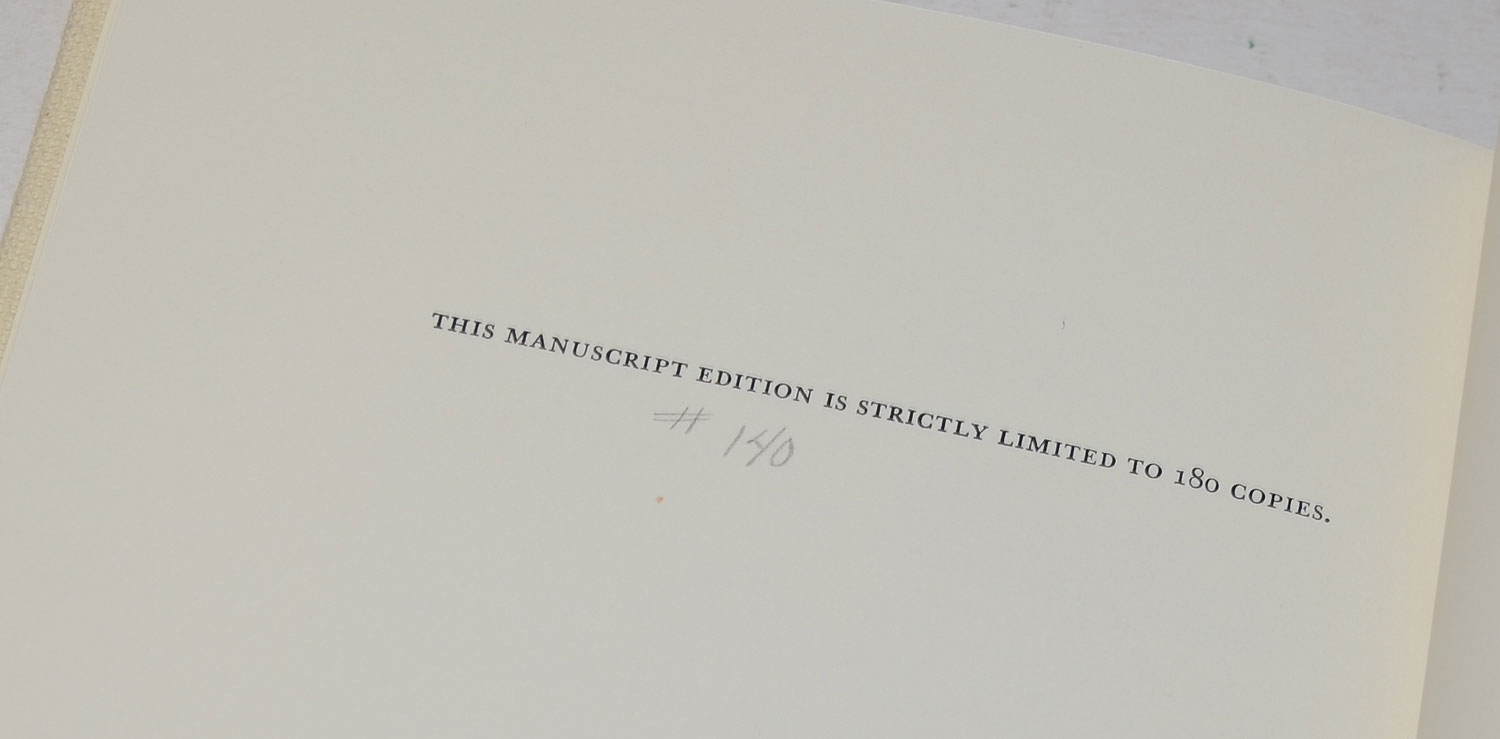 THIS MANUSCRIPT EDITION IS STRICTLY LIMITED TO 180 COPIES.
# 140